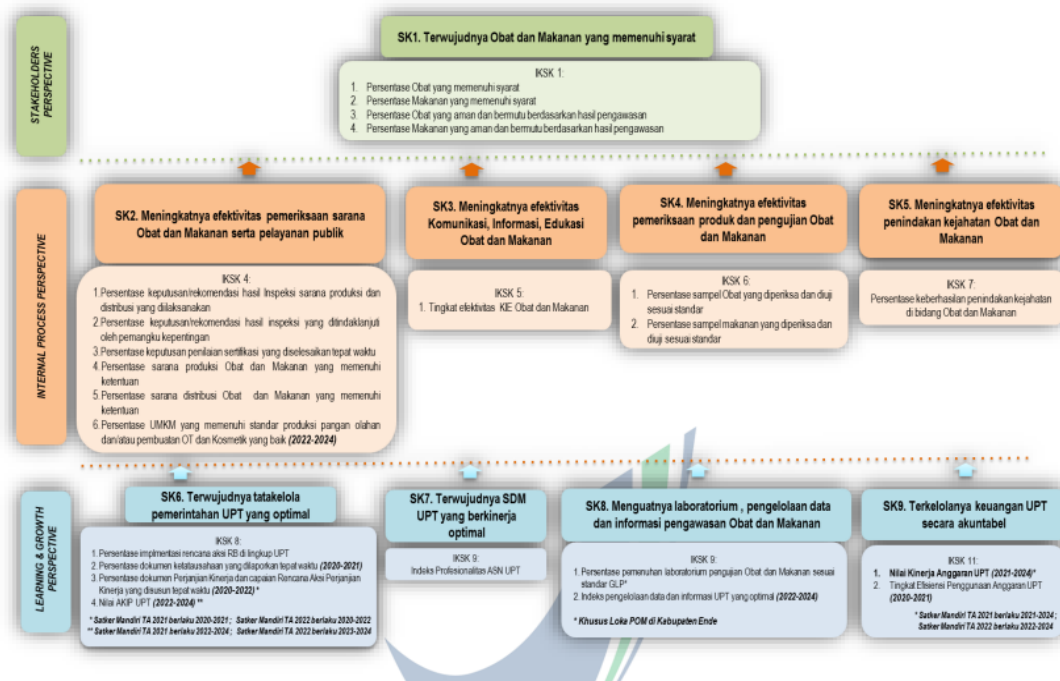 STAKEHOLDERS
PERSPECTIVE
SK1. Terwujudnya Obat dan Makanan yang memenuhi syarat
IKSK 1:
1. Persentase Obat yang memenuhi syarat
2. Persentase Makanan yang memenuhi syarat
3. Persentase Obat yang aman dan bermutu berdasarkan hasil pengawasan
4. Persentase Makanan yang aman dan bermutu berdasarkan hasil pengawasan
INTERNAL PROCESS PERSPECTIVE
SK2. Meningkatnya efektivitas pemeriksaan sarana
Obat dan Makanan serta pelayanan publik
IKSK 4:
1. Persentase keputusan/rekomendasi hasil Inspeksi sarana produksi dan
distribusi yang dilaksanakan
2. Persentase keputusan/rekomendasi hasil inspeksi yang ditindaklanjuti
oleh pemangku kepentingan
3. Persentase keputusan penilaian sertifikasi yang diselesaikan tepat waktu
4. Persentase sarana produksi Obat dan Makanan yang memenuhi
ketentuan
5. Persentase sarana distribusi Obat dan Makanan yang memenuhi
ketentuan
6. Persentase UMKM yang memenuhi standar produksi pangan olahan
dan/atau pembuatan OT dan Kosmetik yang baik (2022-2024)
SK3. Meningkatnya efektivitas
Komunikasi, Informasi, Edukasi
Obat dan Makanan
IKSK 5:
1. Tingkat efektivitas KIE Obat dan Makanan
SK4. Meningkatnya efektivitas
pemeriksaan produk dan pengujian Obat
dan Makanan
IKSK 6:
1. Persentase sampel Obat yang diperiksa dan diuji
sesuai standar
2. Persentase sampel makanan yang diperiksa dan
diuji sesuai standar
SK5. Meningkatnya efektivitas
penindakan kejahatan Obat dan
Makanan
IKSK 7:
Persentase keberhasilan penindakan kejahatan
di bidang Obat dan Makanan
LEARNING & GROWTH
PERSPECTIVE
SK6. Terwujudnya tatakelola
pemerintahan UPT yang optimal
IKSK 8:
1. Persentase implmentasi rencana aksi RB di lingkup UPT
2. Persentase dokumen ketatausahaan yang dilaporkan tepat waktu (2020-2021)
3. Persentase dokumen Perjanjian Kinerja dan capaian Rencana Aksi Perjanjian
Kinerja yang disusun tepat waktu (2020-2022) *
4. Nilai AKIP UPT (2022-2024) **
* Satker Mandiri TA 2021 berlaku 2020-2021 ; Satker Mandiri TA 2022 berlaku 2020-2022
** Satker Mandiri TA 2021 berlaku 2022-2024 ; Satker Mandiri TA 2022 berlaku 2023-2024
SK7. Terwujudnya SDM
UPT yang berkinerja
optimal
IKSK 9:
Indeks Profesionalitas ASN UPT
SK8. Menguatnya laboratorium , pengelolaan data
dan informasi pengawasan Obat dan Makanan
IKSK 9:
1. Persentase pemenuhan laboratorium pengujian Obat dan Makanan sesuai
standar GLP*
2. Indeks pengelolaan data dan informasi UPT yang optimal (2022-2024)
* Khusus Loka POM di Kabupaten Ende
SK9. Terkelolanya keuangan UPT
secara akuntabel
IKSK 11:
1. Nilai Kinerja Anggaran UPT (2021-2024)*
2. Tingkat Efisiensi Penggunaan Anggaran UPT
(2020-2021)
* Satker Mandiri TA 2021 berlaku 2021-2024 ;
Satker Mandiri TA 2022 berlaku 2022-2024